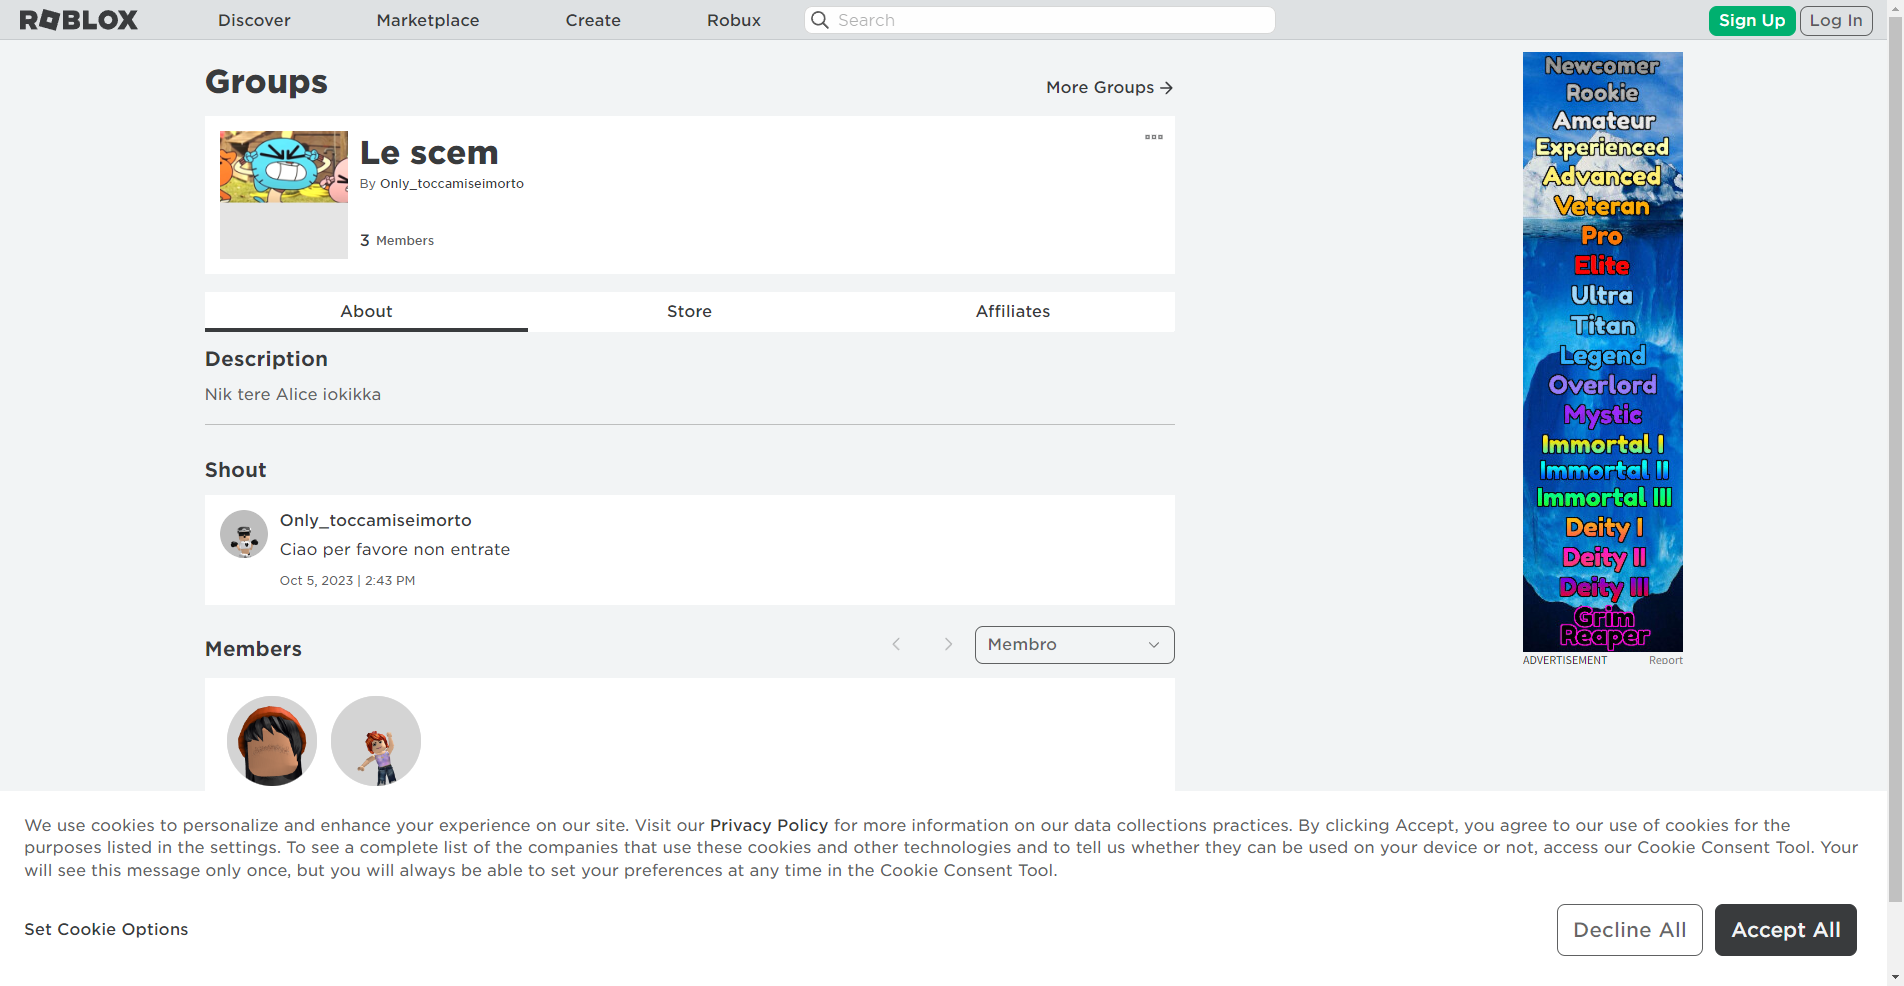 ROBLOX
Discover
Marketplace
Create
Robux
Search
Sign Up
Log In
Groups
More Groups
Le scem
By Only_toccamiseimorto
3 Members
About
Store
Affiliates
Description
Nik tere Alice iokikka
Shout
Only_toccamiseimorto
Ciao per favore non entrate
Oct 5, 2023 | 2:43 PM
Members
Membro
Newcomer
Rookie
Amateur
Experienced
Advanced
Veteran
Pro
Elite
Ultra
Titan
Legend
Overlord
Mystic
Immortal I
Immortal II
Immortal III
Deity I
Deity II
Deity III
Grim
Reaper
ADVERTISEMENT
Report
We use cookies to personalize and enhance your experience on our site. Visit our Privacy Policy for more information on our data collections practices. By clicking Accept, you agree to our use of cookies for the
purposes listed in the settings. To see a complete list of the companies that use these cookies and other technologies and to tell us whether they can be used on your device or not, access our Cookie Consent Tool. Your
will see this message only once, but you will always be able to set your preferences at any time in the Cookie Consent Tool.
Set Cookie Options
Decline All
Accept All